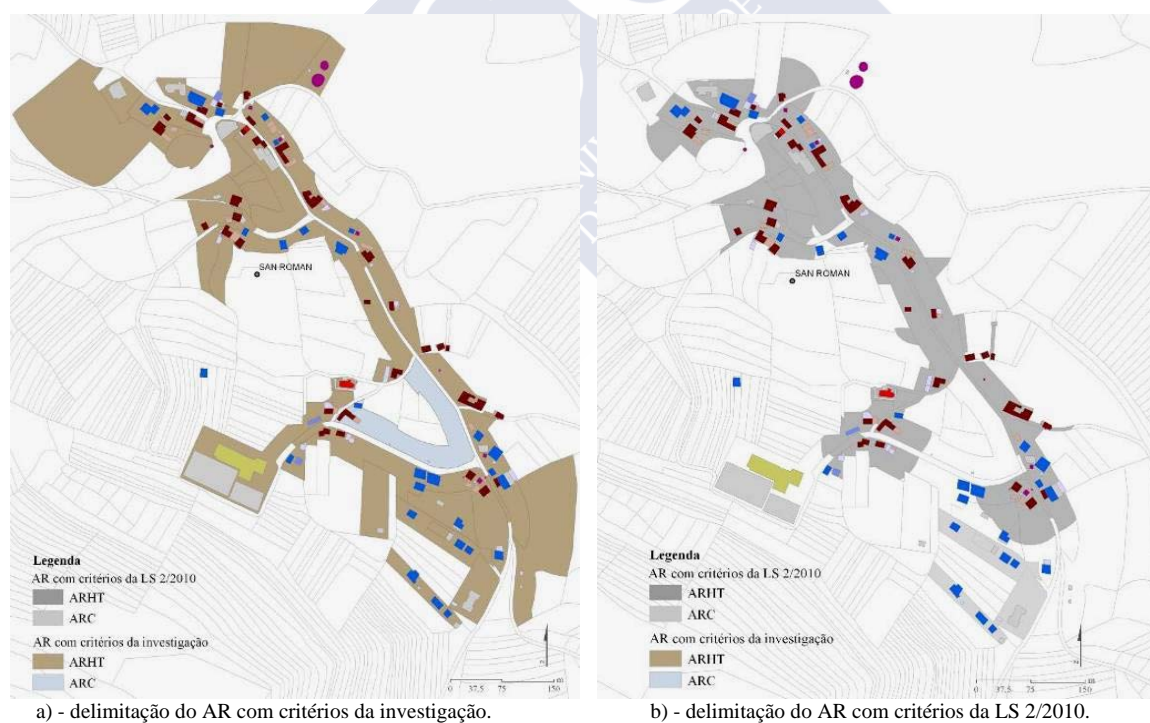 SAN ROMAN
Legenda
AR com critérios da LS 2/2010
ARHT
ARC
AR com critérios da investigação
ARHT
ARC
m
0 37.5 75 150
a) - delimitação do AR com critérios da investigação.
SAN ROMAN
Legenda
AR com critérios da LS 2/2010
ARHT
ARC
AR com critérios da investigação
ARHT
ARC
m
0 37.5 75 150
b) - delimitação do AR com critérios da LS 2/2010.